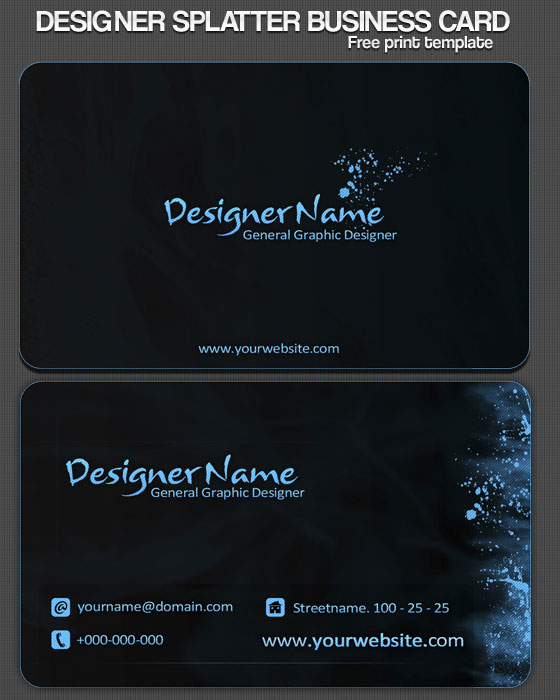 DESIGNER SPLATTER BUSINESS CARD
Free print template
Designer Name
General Graphic Designer
www.yourwebsite.com
Designer Name
General Graphic Designer
@ yourname@domain.com
Streetname. 100 - 25 - 25
+000-000-000
www.yourwebsite.com